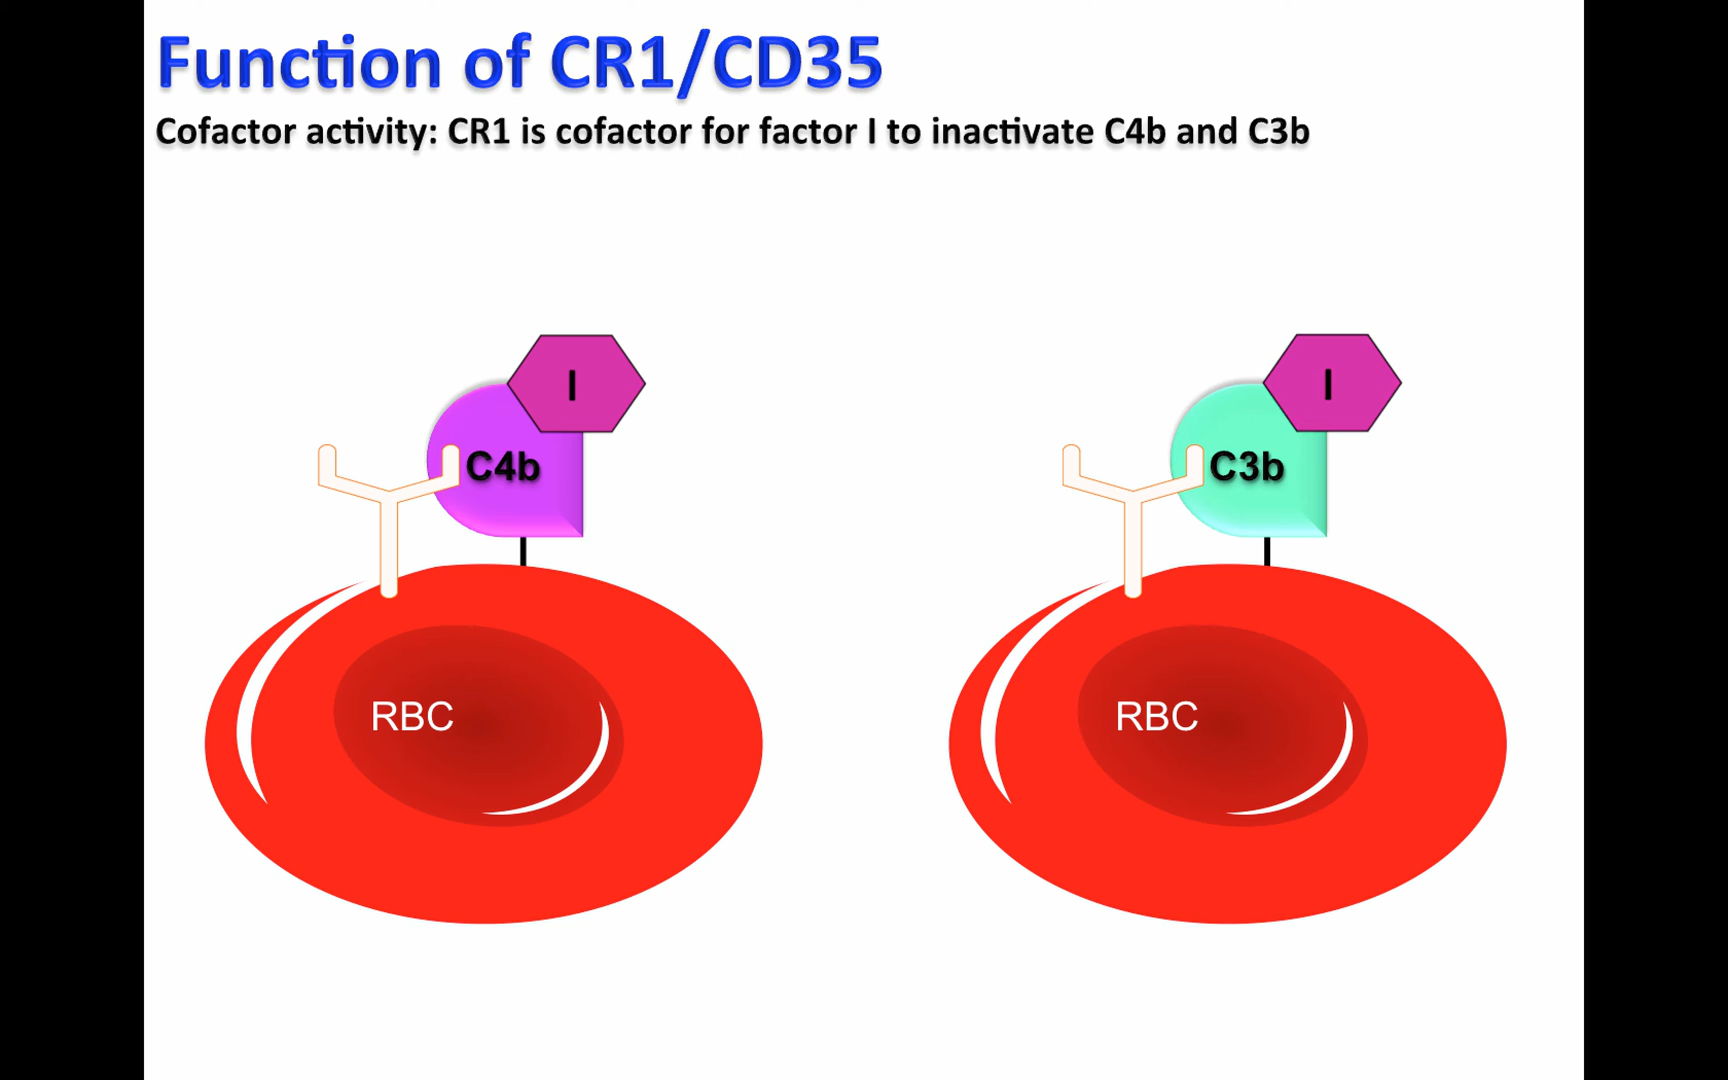 Function of CR1/CD35
Cofactor activity: CR1 is cofactor for factor I to inactivate C4b and C3b
I
I
C4b
C3b
RBC
RBC